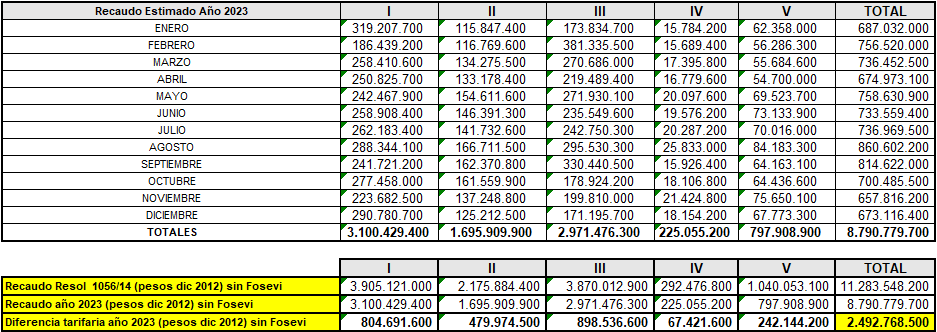 Recaudo Estimado Año 2023 I II III IV V TOTAL
ENERO 319.207.700 115.847.400 173.834.700 15.784.200 62.358.000 687.032.000
FEBRERO 186.439.200 116.769.600 381.335.500 15.689.400 56.286.300 756.520.000
MARZO 258.410.600 134.275.500 270.686.000 17.395.800 55.684.600 736.452.500
ABRIL 250.825.700 133.178.400 219.489.400 16.779.600 54.700.000 674.973.100
MAYO 242.467.900 154.611.600 271.930.100 20.097.600 69.523.700 758.630.900
JUNIO 258.908.400 146.391.300 235.549.600 19.576.200 73.133.900 733.559.400
JULIO 262.183.400 141.732.600 242.750.300 20.287.200 70.016.000 736.969.500
AGOSTO 288.344.100 166.711.500 295.530.300 25.833.000 84.183.300 860.602.200
SEPTIEMBRE 241.721.200 162.370.800 330.440.500 15.926.400 64.163.100 814.622.000
OCTUBRE 277.458.000 161.559.900 178.924.200 18.106.800 64.436.600 700.485.500
NOVIEMBRE 223.682.500 137.248.800 199.810.000 21.424.800 75.650.100 657.816.200
DICIEMBRE 290.780.700 125.212.500 171.195.700 18.154.200 67.773.300 673.116.400
TOTALES 3.100.429.400 1.695.909.900 2.971.476.300 225.055.200 797.908.900 8.790.779.700
I II III IV V TOTAL
Recaudo Resol 1056/14 (pesos dic 2012) sin Fosevi 3.905.121.000 2.175.884.400 3.870.012.900 292.476.800 1.040.053.100 11.283.548.200
Recaudo año 2023 (pesos dic 2012) sin Fosevi 3.100.429.400 1.695.909.900 2.971.476.300 225.055.200 797.908.900 8.790.779.700
Diferencia tarifaria año 2023 (pesos dic 2012) sin Fosevi 804.691.600 479.974.500 898.536.600 67.421.600 242.144.200 2.492.768.500